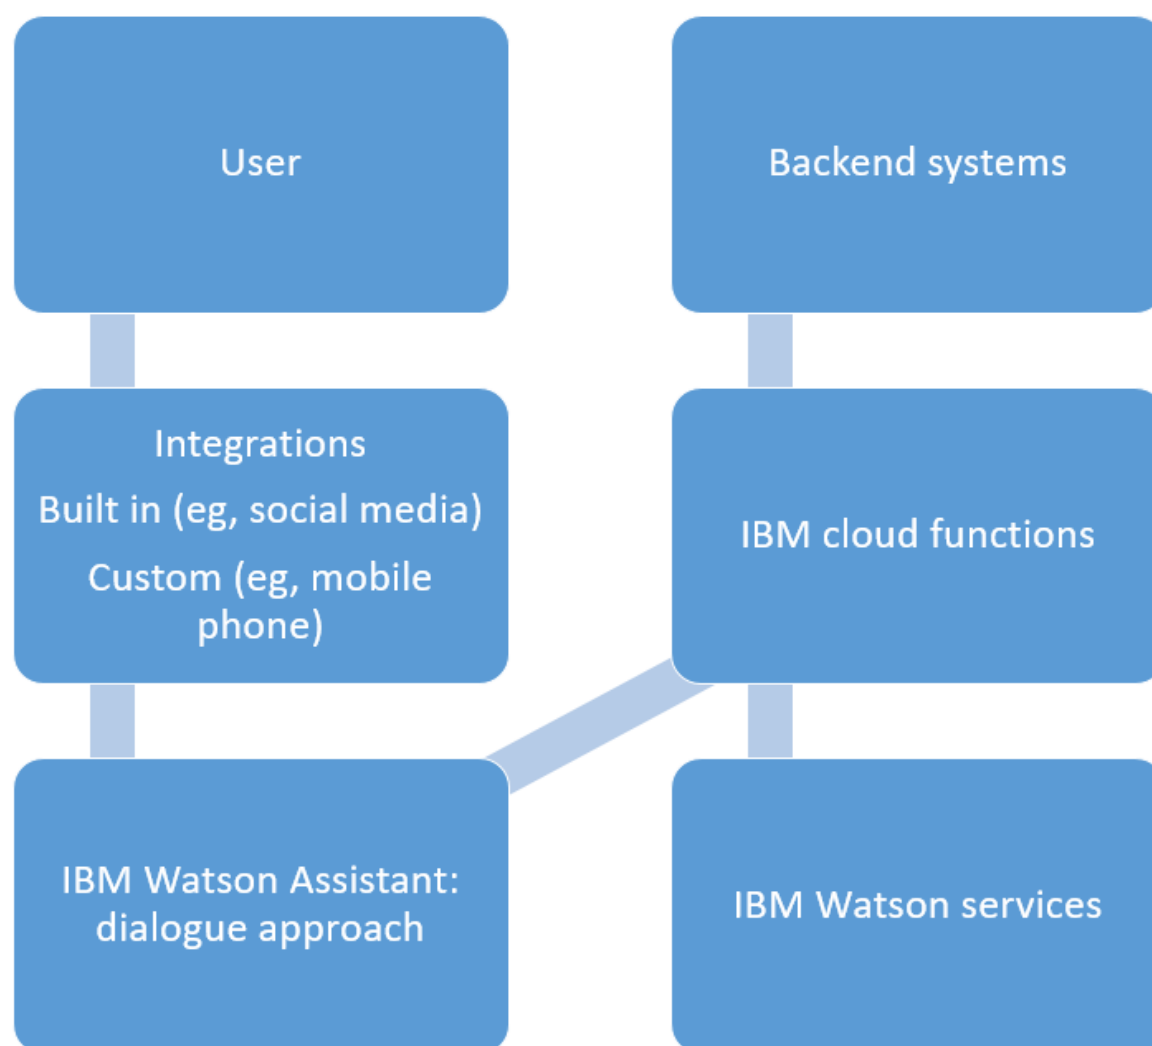 User
Integrations
Built in (eg, social media)
Custom (eg, mobile
phone)
IBM Watson Assistant:
dialogue approach
Backend systems
IBM cloud functions
IBM Watson services